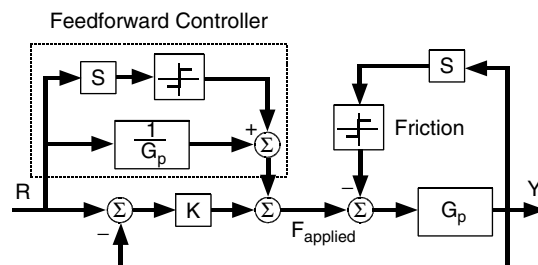 Feedforward Controller
S
S
1
G_p
+
Σ
Friction
R
−
Y
Σ
−
K
Σ
F_applied
Σ
G_p